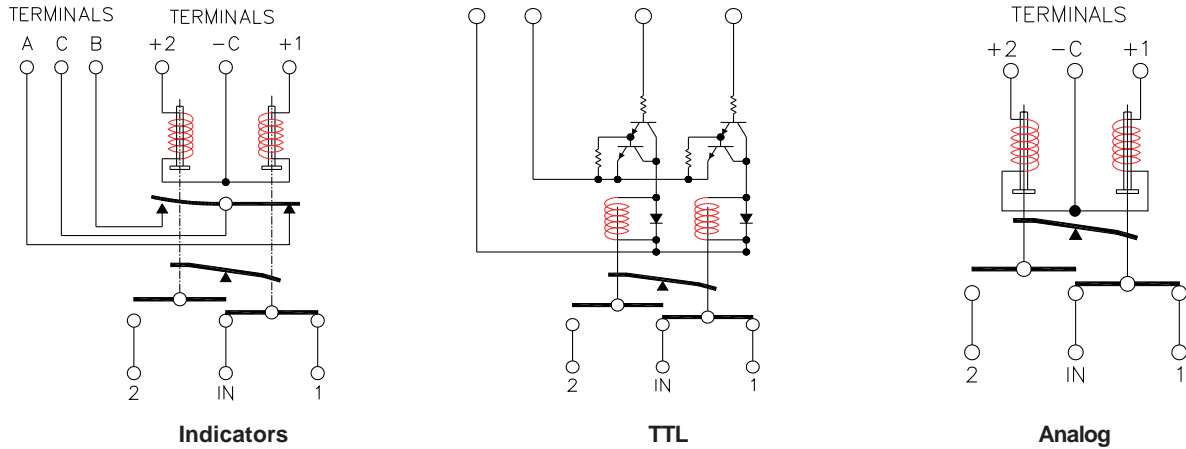 TERMINALS
TERMINALS
A C B +2 -C +1
2 IN 1
Indicators
2 IN 1
TTL
TERMINALS
+2 -C +1
2 IN 1
Analog